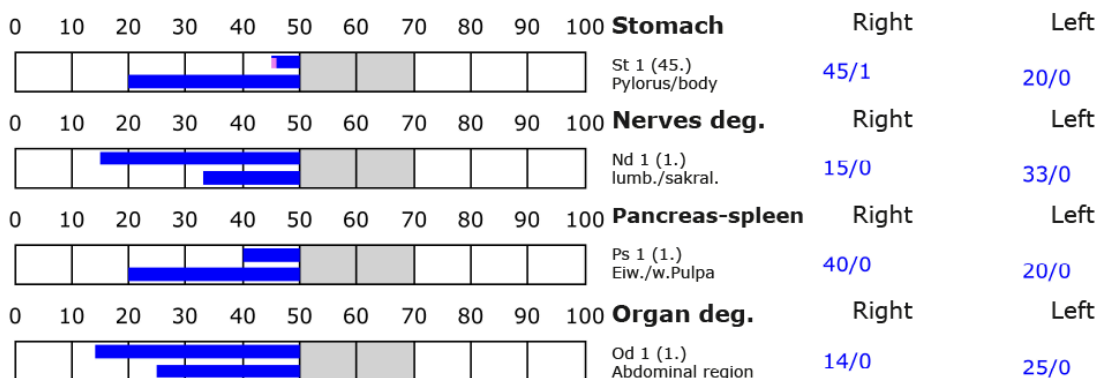 0 10 20 30 40 50 60 70 80 90 100 Stomach Right Left
St 1 (45.) 45/1 20/0
Pylorus/body
0 10 20 30 40 50 60 70 80 90 100 Nerves deg. Right Left
Nd 1 (1.) 15/0 33/0
lumb./sakral.
0 10 20 30 40 50 60 70 80 90 100 Pancreas-spleen Right Left
Ps 1 (1.) 40/0 20/0
Eiw./w.Pulpa
0 10 20 30 40 50 60 70 80 90 100 Organ deg. Right Left
Od 1 (1.) 14/0 25/0
Abdominal region